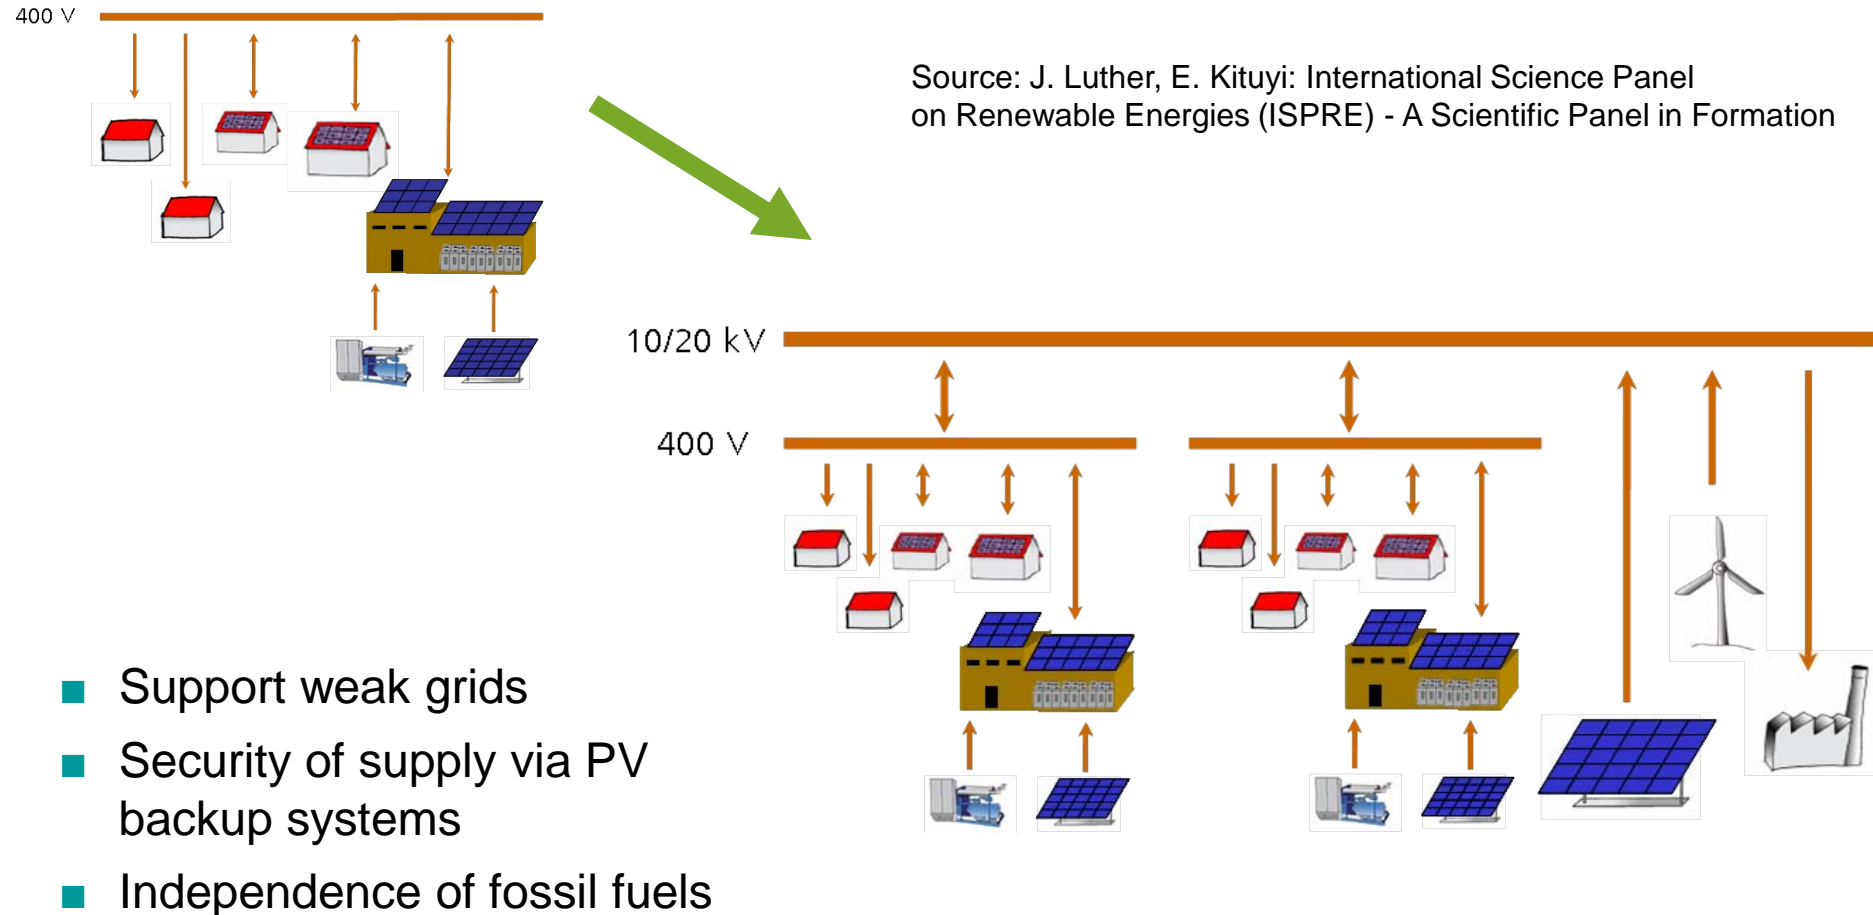 400 V
Source: J. Luther, E. Kituyi: International Science Panel
on Renewable Energies (ISPRE) - A Scientific Panel in Formation
10/20 kV
400 V
■ Support weak grids
■ Security of supply via PV
backup systems
■ Independence of fossil fuels